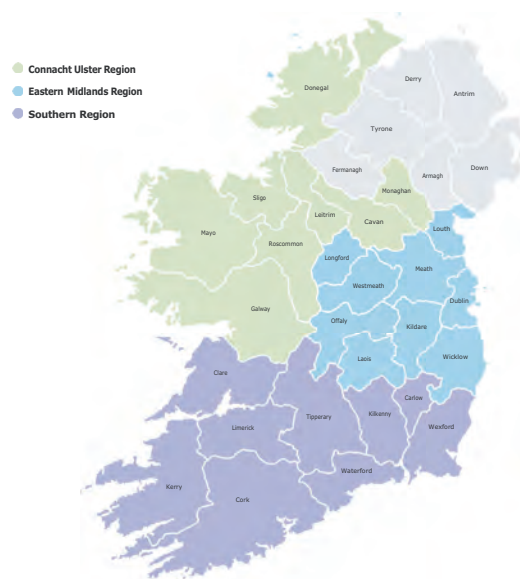 Connacht Ulster Region
Eastern Midlands Region
Southern Region
Donegal
Derry
Antrim
Tyrone
Fermanagh
Armagh
Down
Monaghan
Sligo
Leitrim
Cavan
Louth
Mayo
Roscommon
Longford
Meath
Westmeath
Galway
Dublin
Offaly
Kildare
Laois
Wicklow
Clare
Carlow
Tipperary
Kilkenny
Limerick
Wexford
Waterford
Kerry
Cork